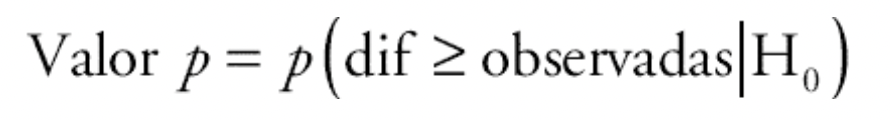 Valor p = p(dif ≥ observadas|H₀)